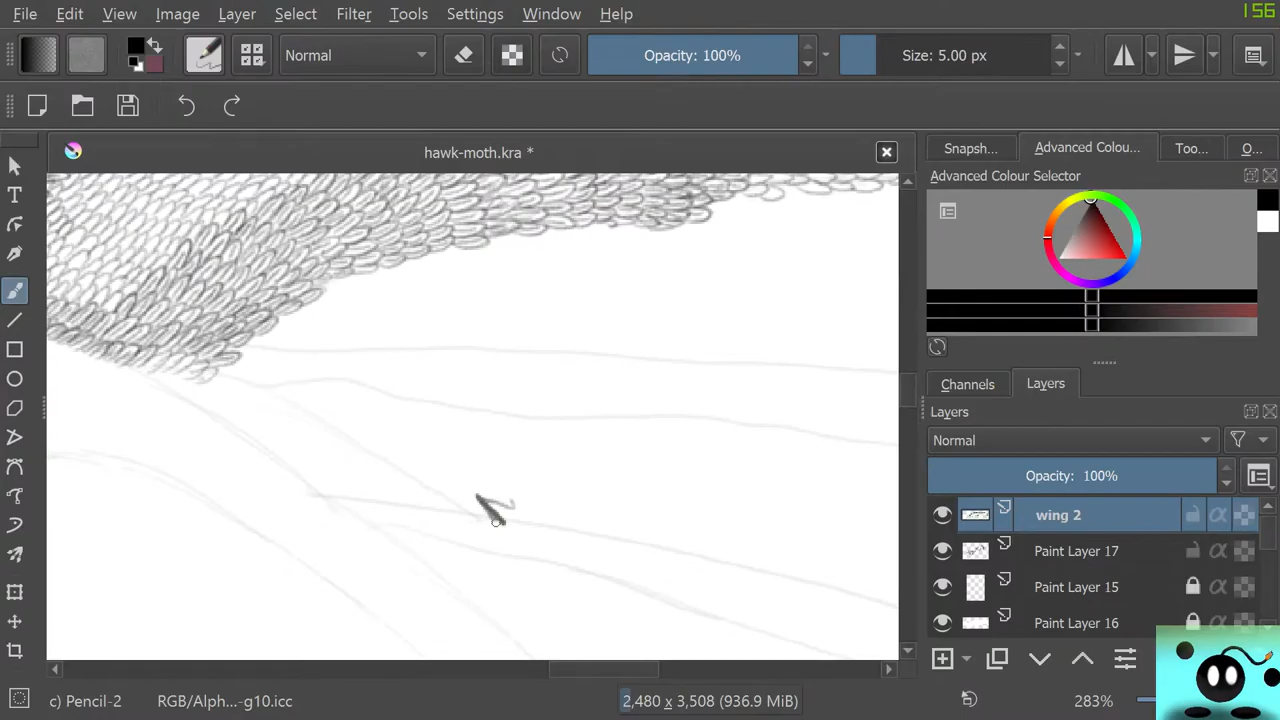 156
File Edit View Image Layer Select Filter Tools Settings Window Help
Normal Opacity: 100% Size: 5.00 px
hawk-moth.kra *
Snapsh... Advanced Colou... Too... O...
Advanced Colour Selector
Channels Layers
Layers
Normal
Opacity: 100%
wing 2
Paint Layer 17
Paint Layer 15
Paint Layer 16
c) Pencil-2 RGB/Alph...-g10.icc 2,480 x 3,508 (936.9 MiB) 283%